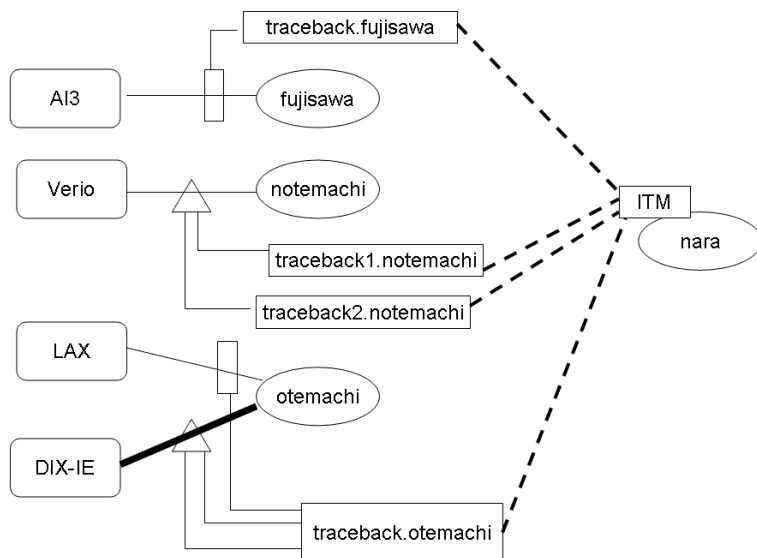 traceback.fujisawa
AI3
fujisawa
Verio
notemachi
ITM
nara
traceback1.notemachi
traceback2.notemachi
LAX
otemachi
DIX-IE
traceback.otemachi